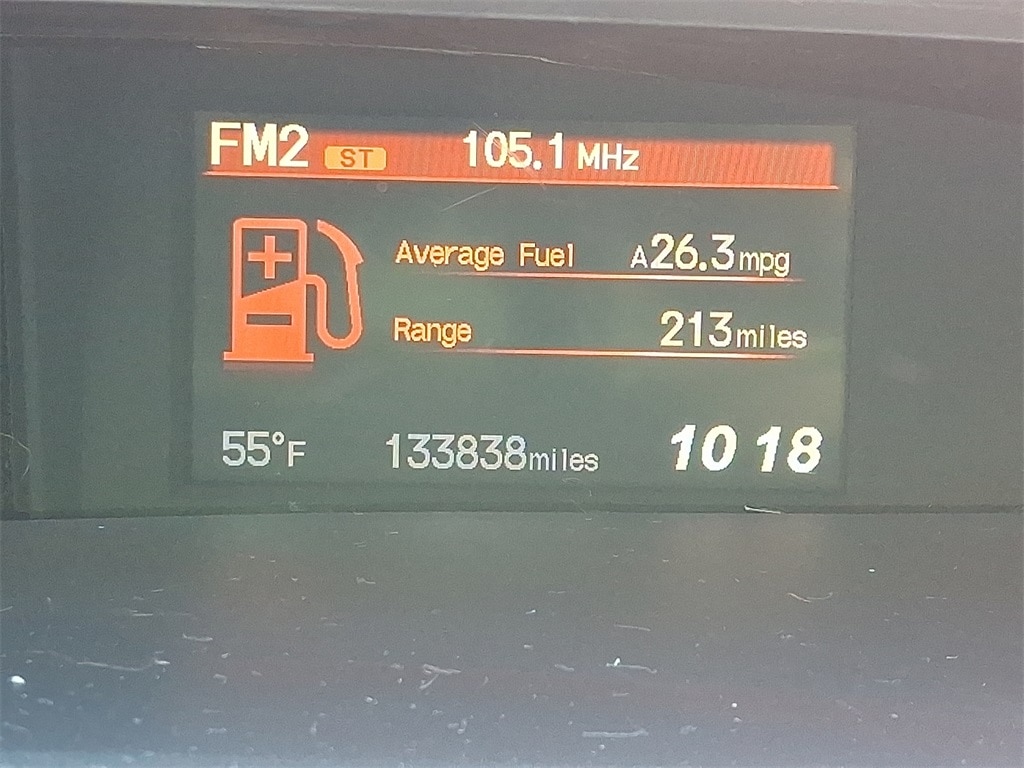 FM2 ST 105.1 MHz
Average Fuel A26.3mpg
Range 213miles
55°F 133838miles 10 18